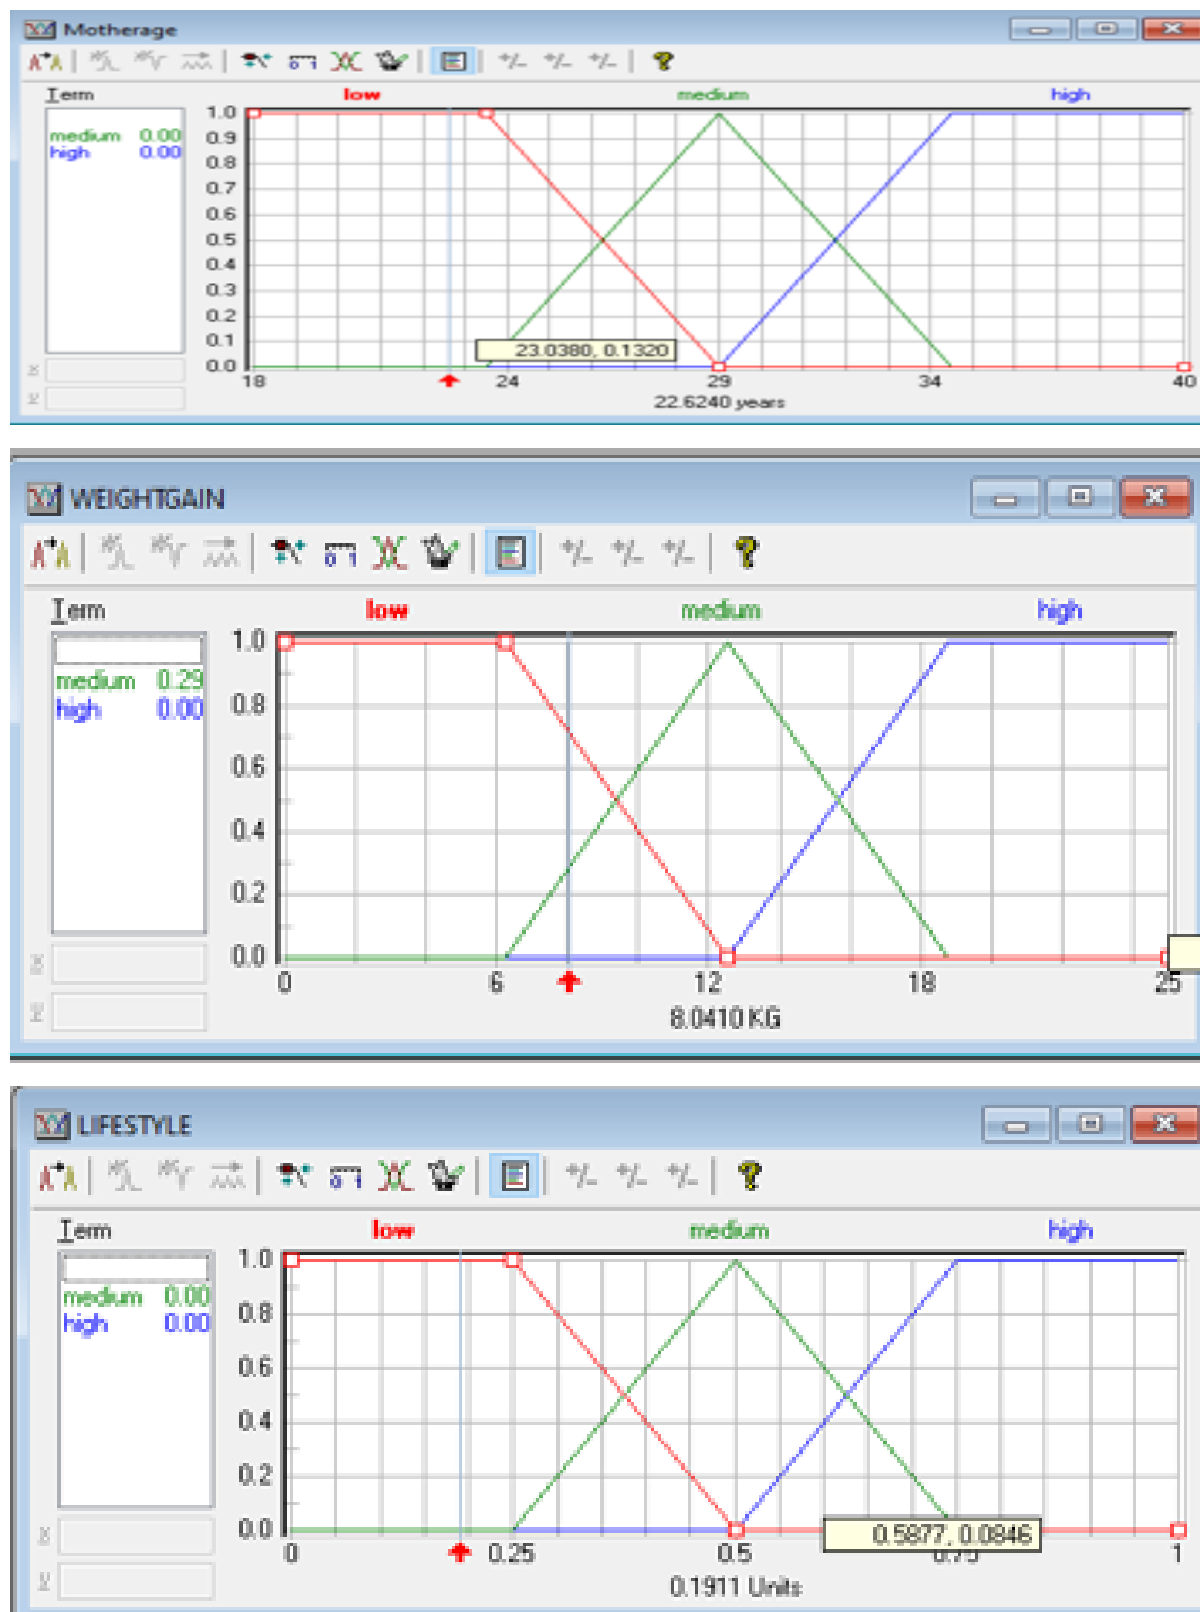 Motherage
Term
low medium high
medium 0.00
high 0.00
1.0
0.9
0.8
0.7
0.6
0.5
0.4
0.3
0.2
0.1
0.0
23.0380, 0.1320
18 24 29 34 40
22.6240 years
WEIGHTGAIN
Term
low medium high
medium 0.29
high 0.00
1.0
0.8
0.6
0.4
0.2
0.0
0 6 12 18 25
8.0410 KG
LIFESTYLE
Term
low medium high
medium 0.00
high 0.00
1.0
0.8
0.6
0.4
0.2
0.0
0.5877, 0.0846
0 0.25 0.5 0.75 1
0.1911 Units